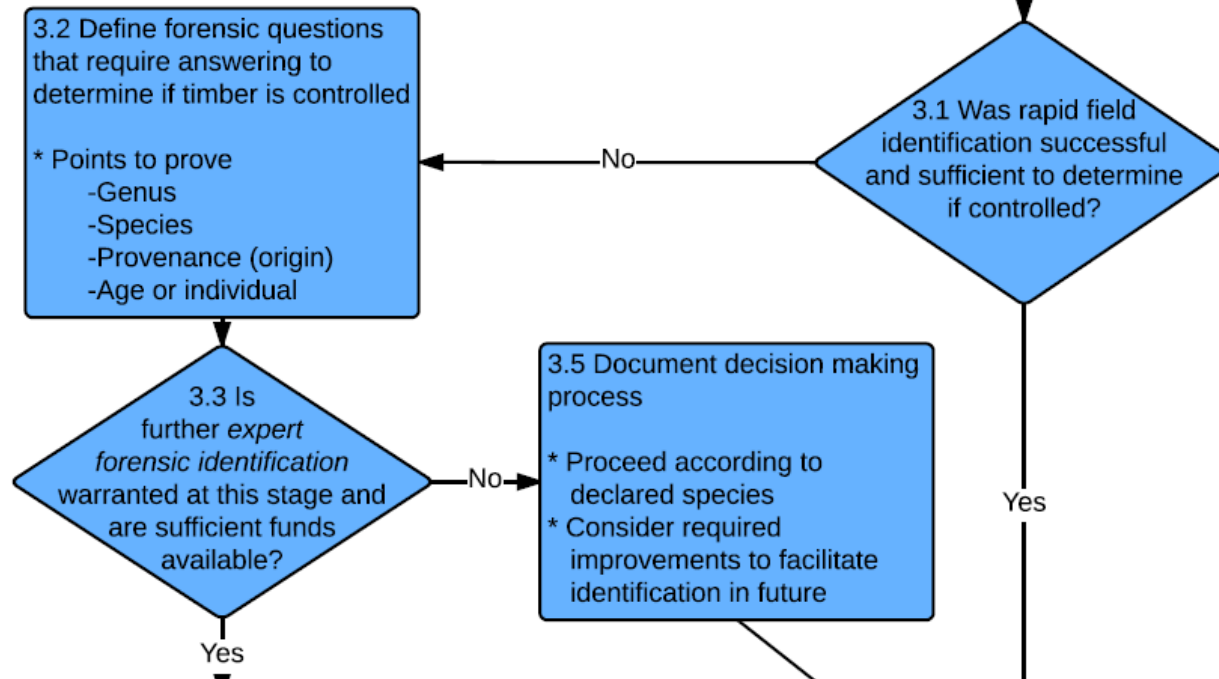 3.2 Define forensic questions
that require answering to
determine if timber is controlled
* Points to prove
-Genus
-Species
-Provenance (origin)
-Age or individual
No
3.1 Was rapid field
identification successful
and sufficient to determine
if controlled?
3.3 Is
further expert
forensic identification
warranted at this stage and
are sufficient funds
available?
No
3.5 Document decision making
process
* Proceed according to
declared species
* Consider required
improvements to facilitate
identification in future
Yes
Yes